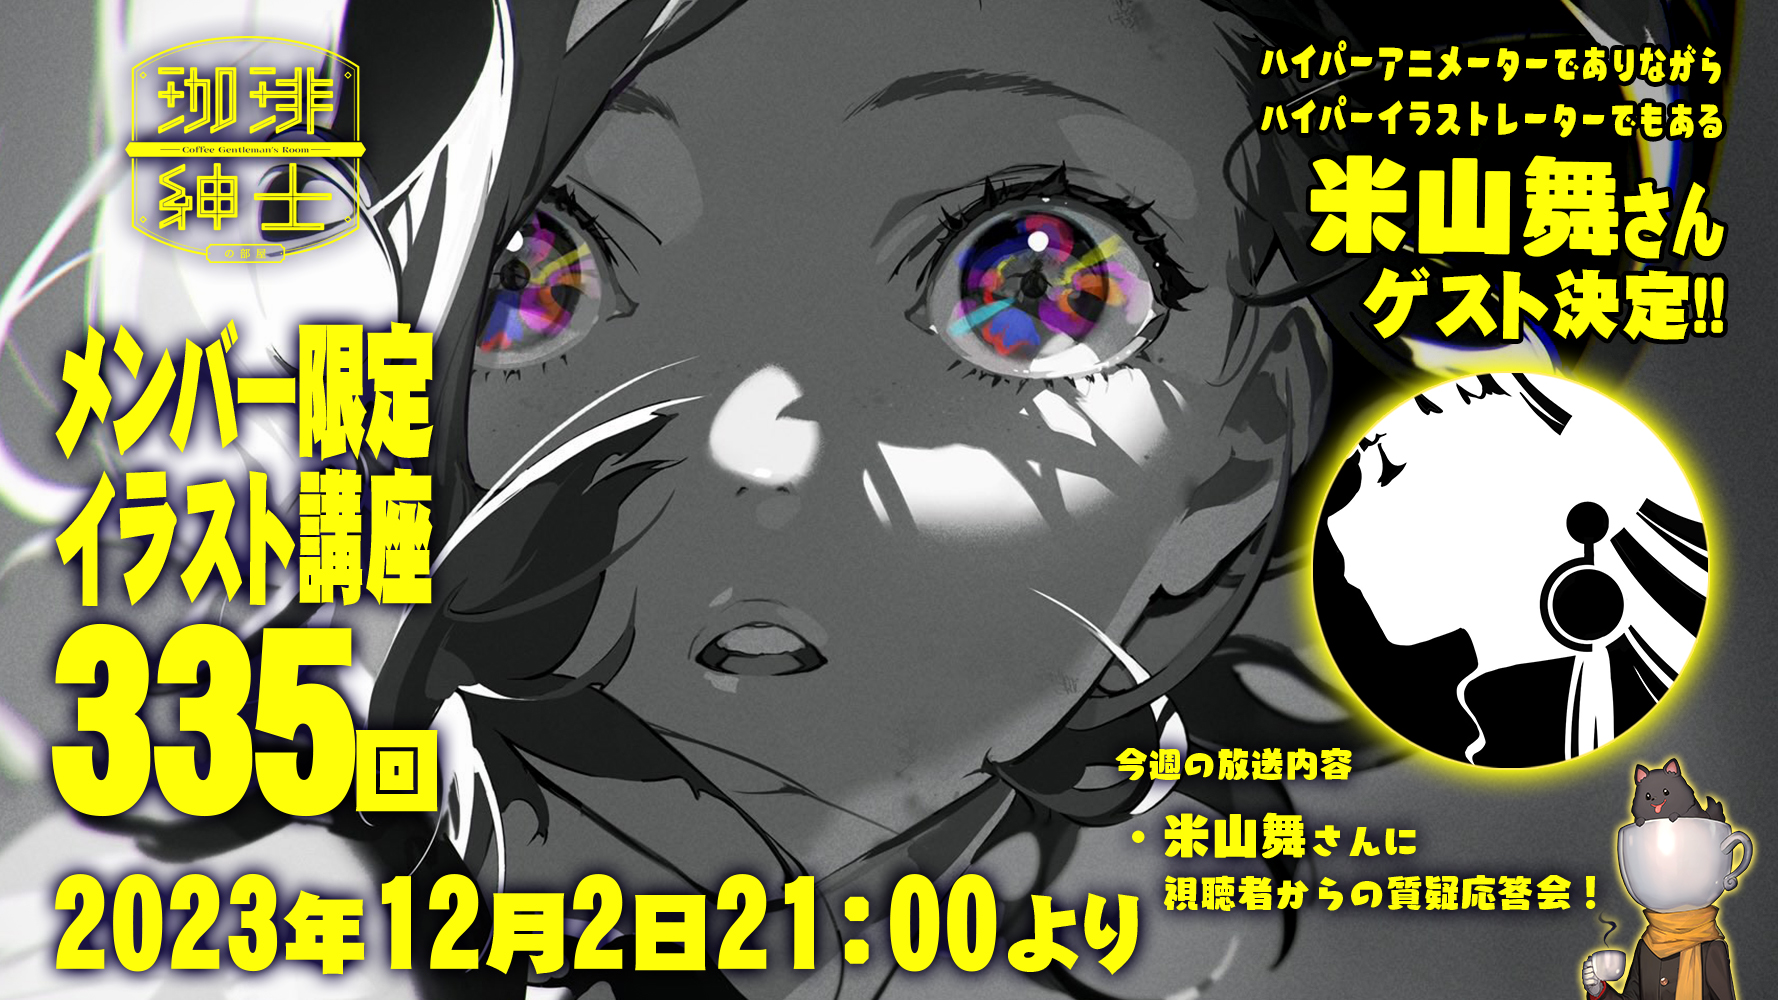 珈琲
Coffee Gentleman's Room
紳士
の部屋
メンバー限定
イラスト講座
335回
2023年12月2日21：00より
ハイパーアニメーターでありながら
ハイパーイラストレーターでもある
米山舞さん
ゲスト決定!!
今週の放送内容
・米山舞さんに
視聴者からの質疑応答会！